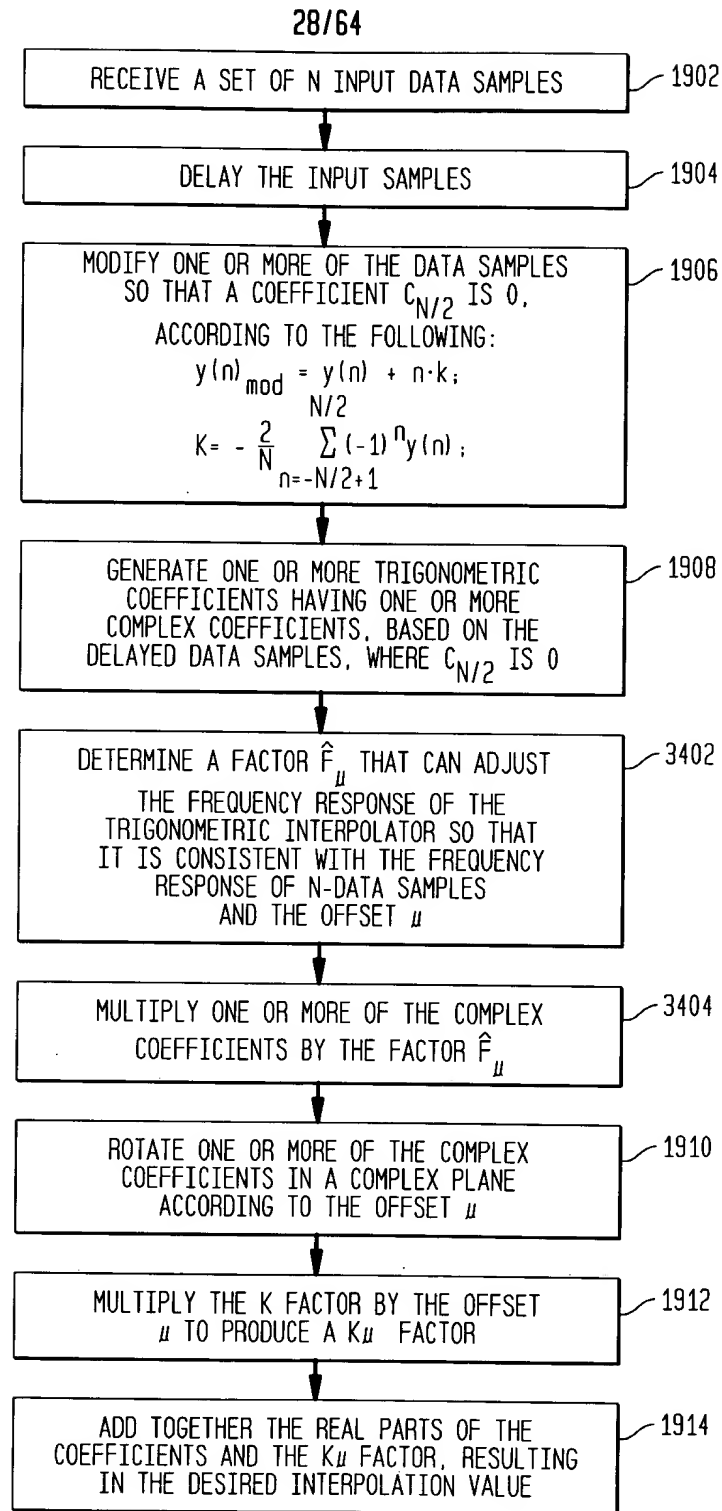 28/64
RECEIVE A SET OF N INPUT DATA SAMPLES
1902
DELAY THE INPUT SAMPLES
1904
MODIFY ONE OR MORE OF THE DATA SAMPLES
SO THAT A COEFFICIENT C_{N/2} IS 0,
ACCORDING TO THE FOLLOWING:
y(n)_{mod} = y(n) + n·k;
N/2
K= - 2/N Σ (-1)^n y(n);
n=-N/2+1
1906
GENERATE ONE OR MORE TRIGONOMETRIC
COEFFICIENTS HAVING ONE OR MORE
COMPLEX COEFFICIENTS, BASED ON THE
DELAYED DATA SAMPLES, WHERE C_{N/2} IS 0
1908
DETERMINE A FACTOR F̂_μ THAT CAN ADJUST
THE FREQUENCY RESPONSE OF THE
TRIGONOMETRIC INTERPOLATOR SO THAT
IT IS CONSISTENT WITH THE FREQUENCY
RESPONSE OF N-DATA SAMPLES
AND THE OFFSET μ
3402
MULTIPLY ONE OR MORE OF THE COMPLEX
COEFFICIENTS BY THE FACTOR F̂_μ
3404
ROTATE ONE OR MORE OF THE COMPLEX
COEFFICIENTS IN A COMPLEX PLANE
ACCORDING TO THE OFFSET μ
1910
MULTIPLY THE K FACTOR BY THE OFFSET
μ TO PRODUCE A Kμ FACTOR
1912
ADD TOGETHER THE REAL PARTS OF THE
COEFFICIENTS AND THE Kμ FACTOR, RESULTING
IN THE DESIRED INTERPOLATION VALUE
1914